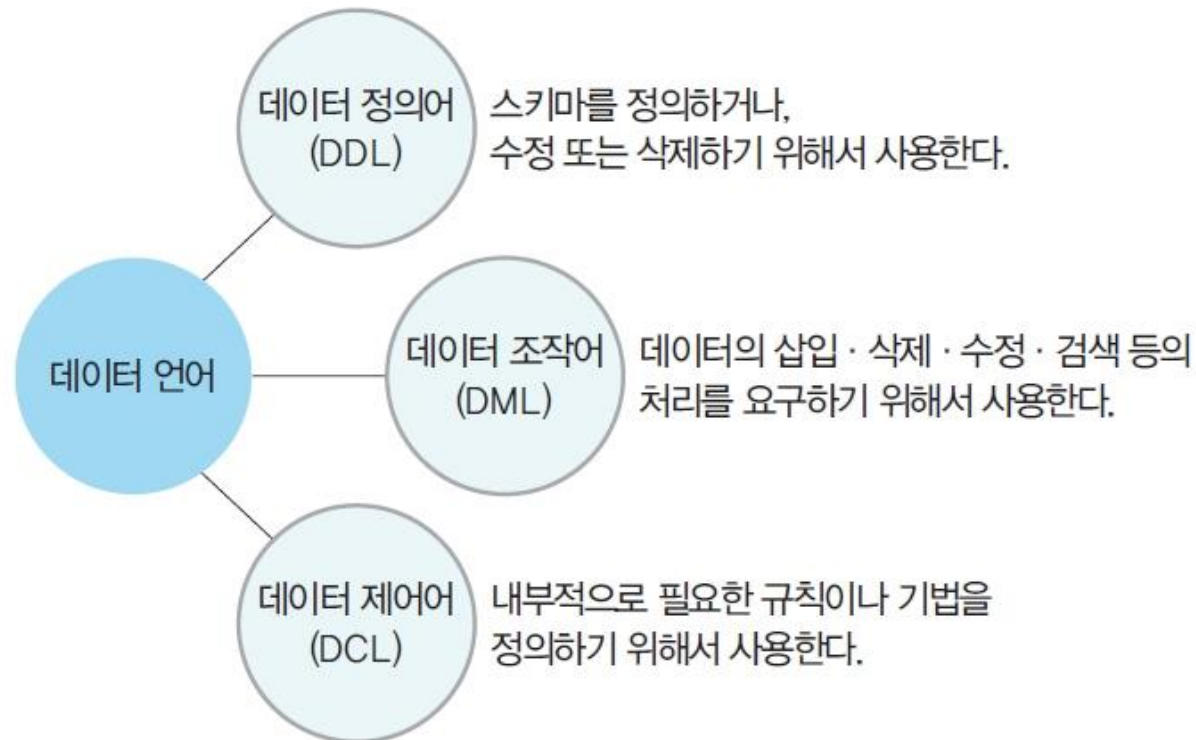 데이터 정의어
(DDL)
스키마를 정의하거나,
수정 또는 삭제하기 위해서 사용한다.
데이터 언어
데이터 조작어
(DML)
데이터의 삽입 · 삭제 · 수정 · 검색 등의
처리를 요구하기 위해서 사용한다.
데이터 제어어
(DCL)
내부적으로 필요한 규칙이나 기법을
정의하기 위해서 사용한다.